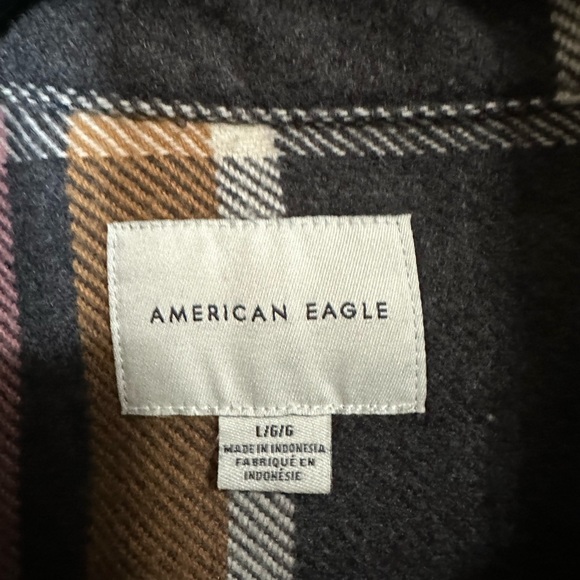 AMERICAN EAGLE
L/G/G
MADE IN INDONESIA
FABRIQUÉ EN
INDONÉSIE